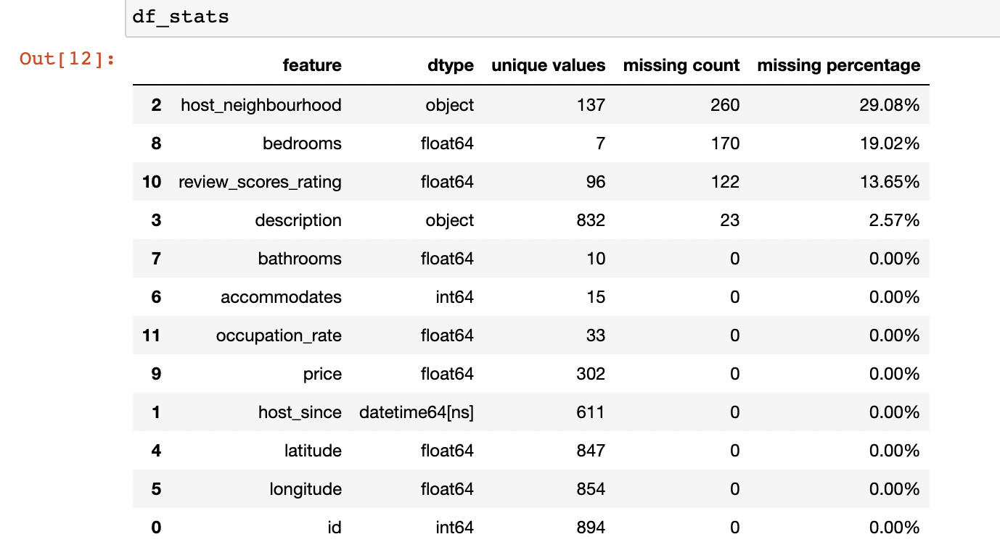 df_stats
Out[12]:
feature dtype unique values missing count missing percentage
2 host_neighbourhood object 137 260 29.08%
8 bedrooms float64 7 170 19.02%
10 review_scores_rating float64 96 122 13.65%
3 description object 832 23 2.57%
7 bathrooms float64 10 0 0.00%
6 accommodates int64 15 0 0.00%
11 occupation_rate float64 33 0 0.00%
9 price float64 302 0 0.00%
1 host_since datetime64[ns] 611 0 0.00%
4 latitude float64 847 0 0.00%
5 longitude float64 854 0 0.00%
0 id int64 894 0 0.00%